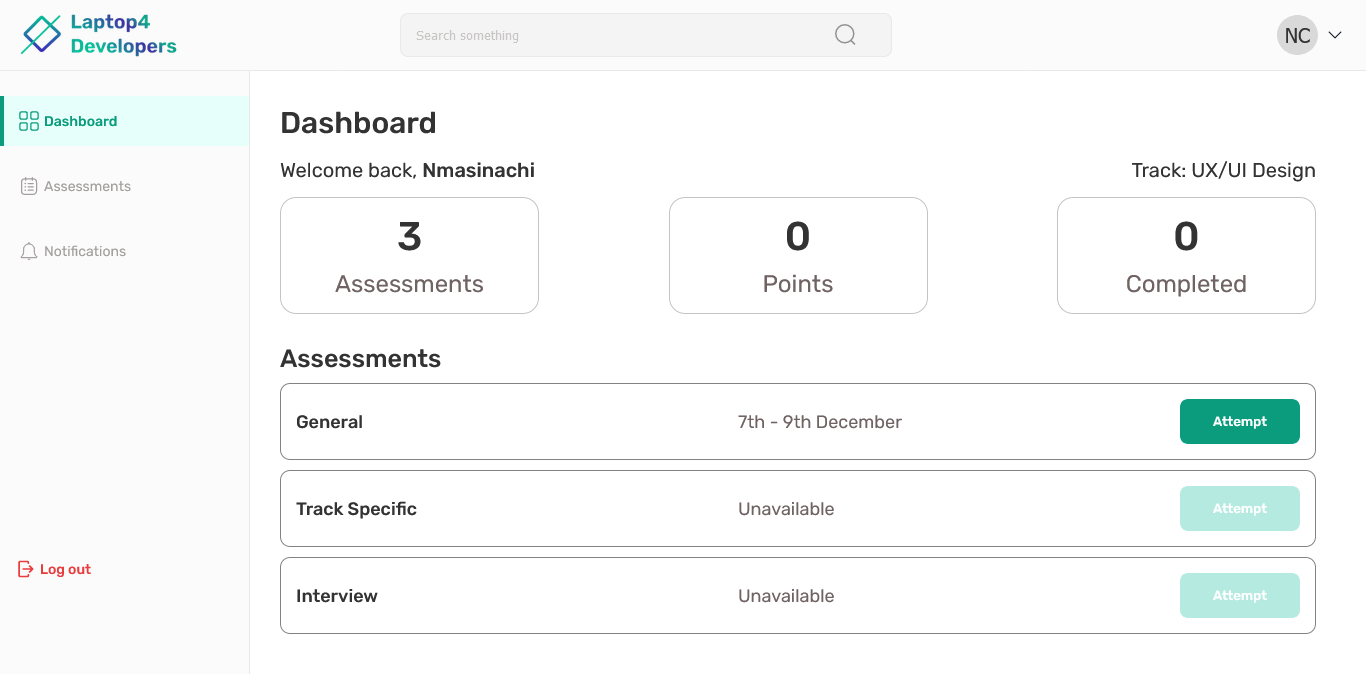 Laptop4
Developers
Search something
NC
Dashboard
Assessments
Notifications
Log out
Dashboard
Welcome back, Nmasinachi
Track: UX/UI Design
3
Assessments
0
Points
0
Completed
Assessments
General
7th - 9th December
Attempt
Track Specific
Unavailable
Attempt
Interview
Unavailable
Attempt